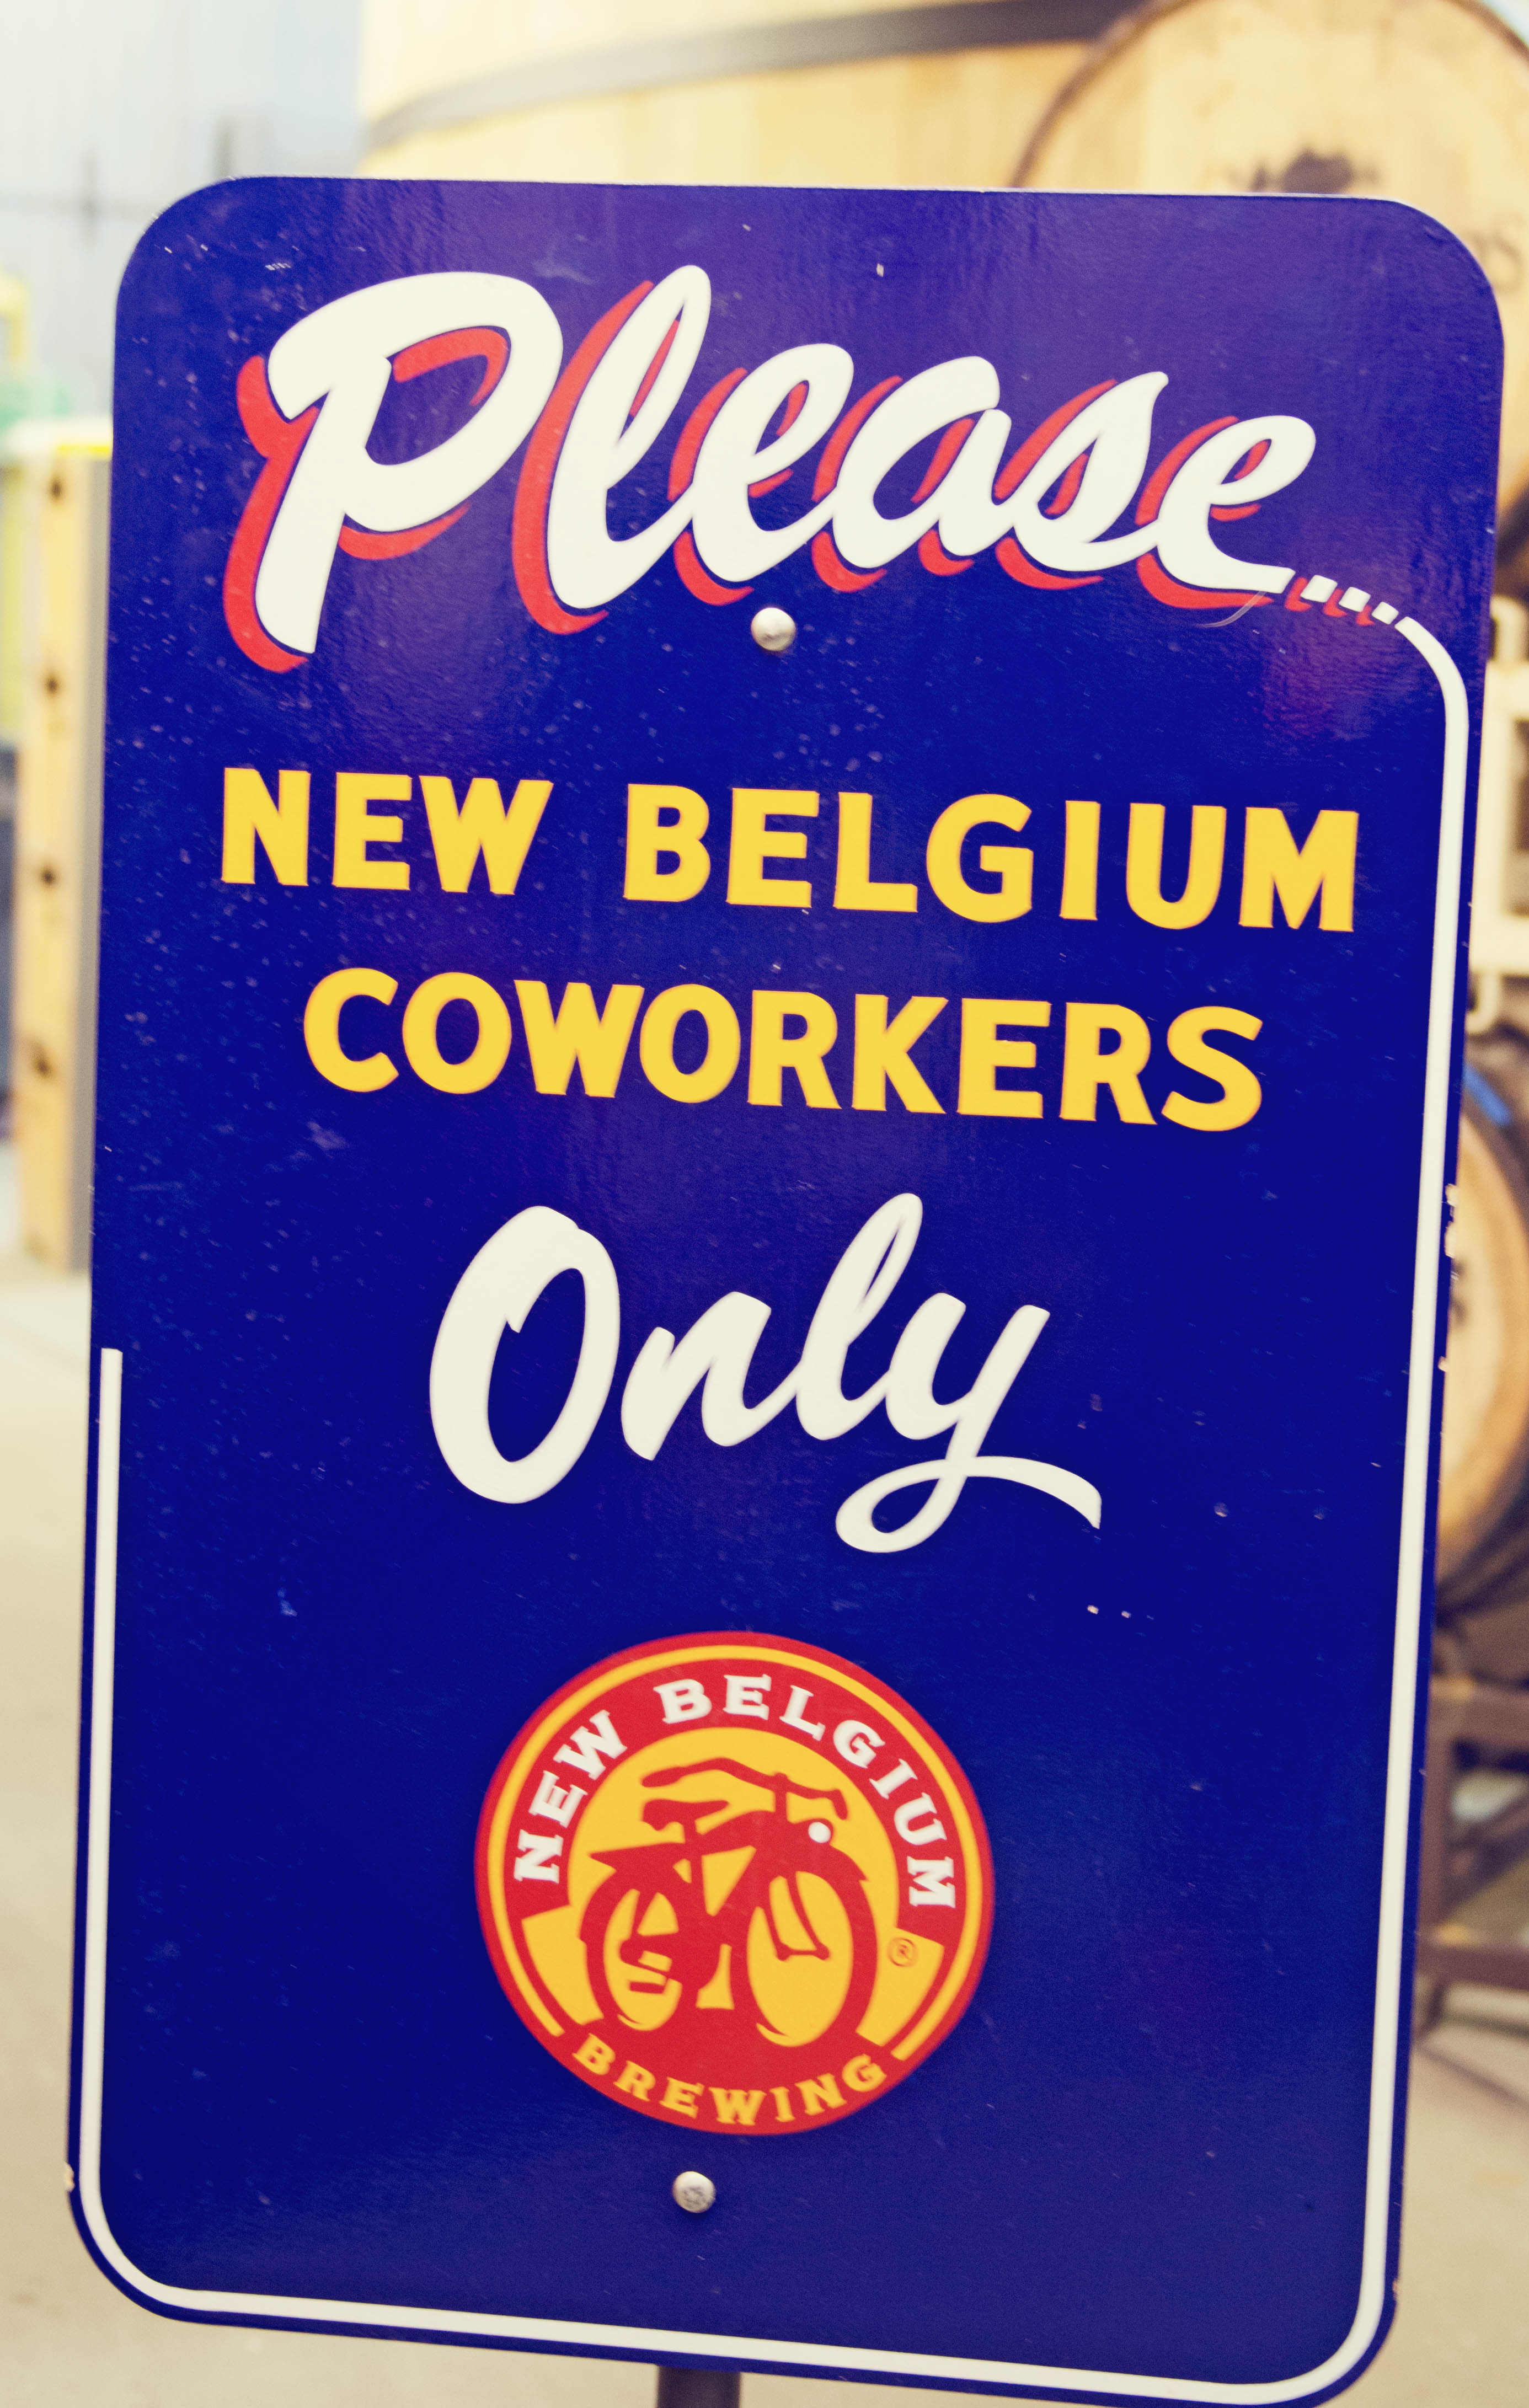 Please...
NEW BELGIUM
COWORKERS
Only
NEW BELGIUM
®
BREWING